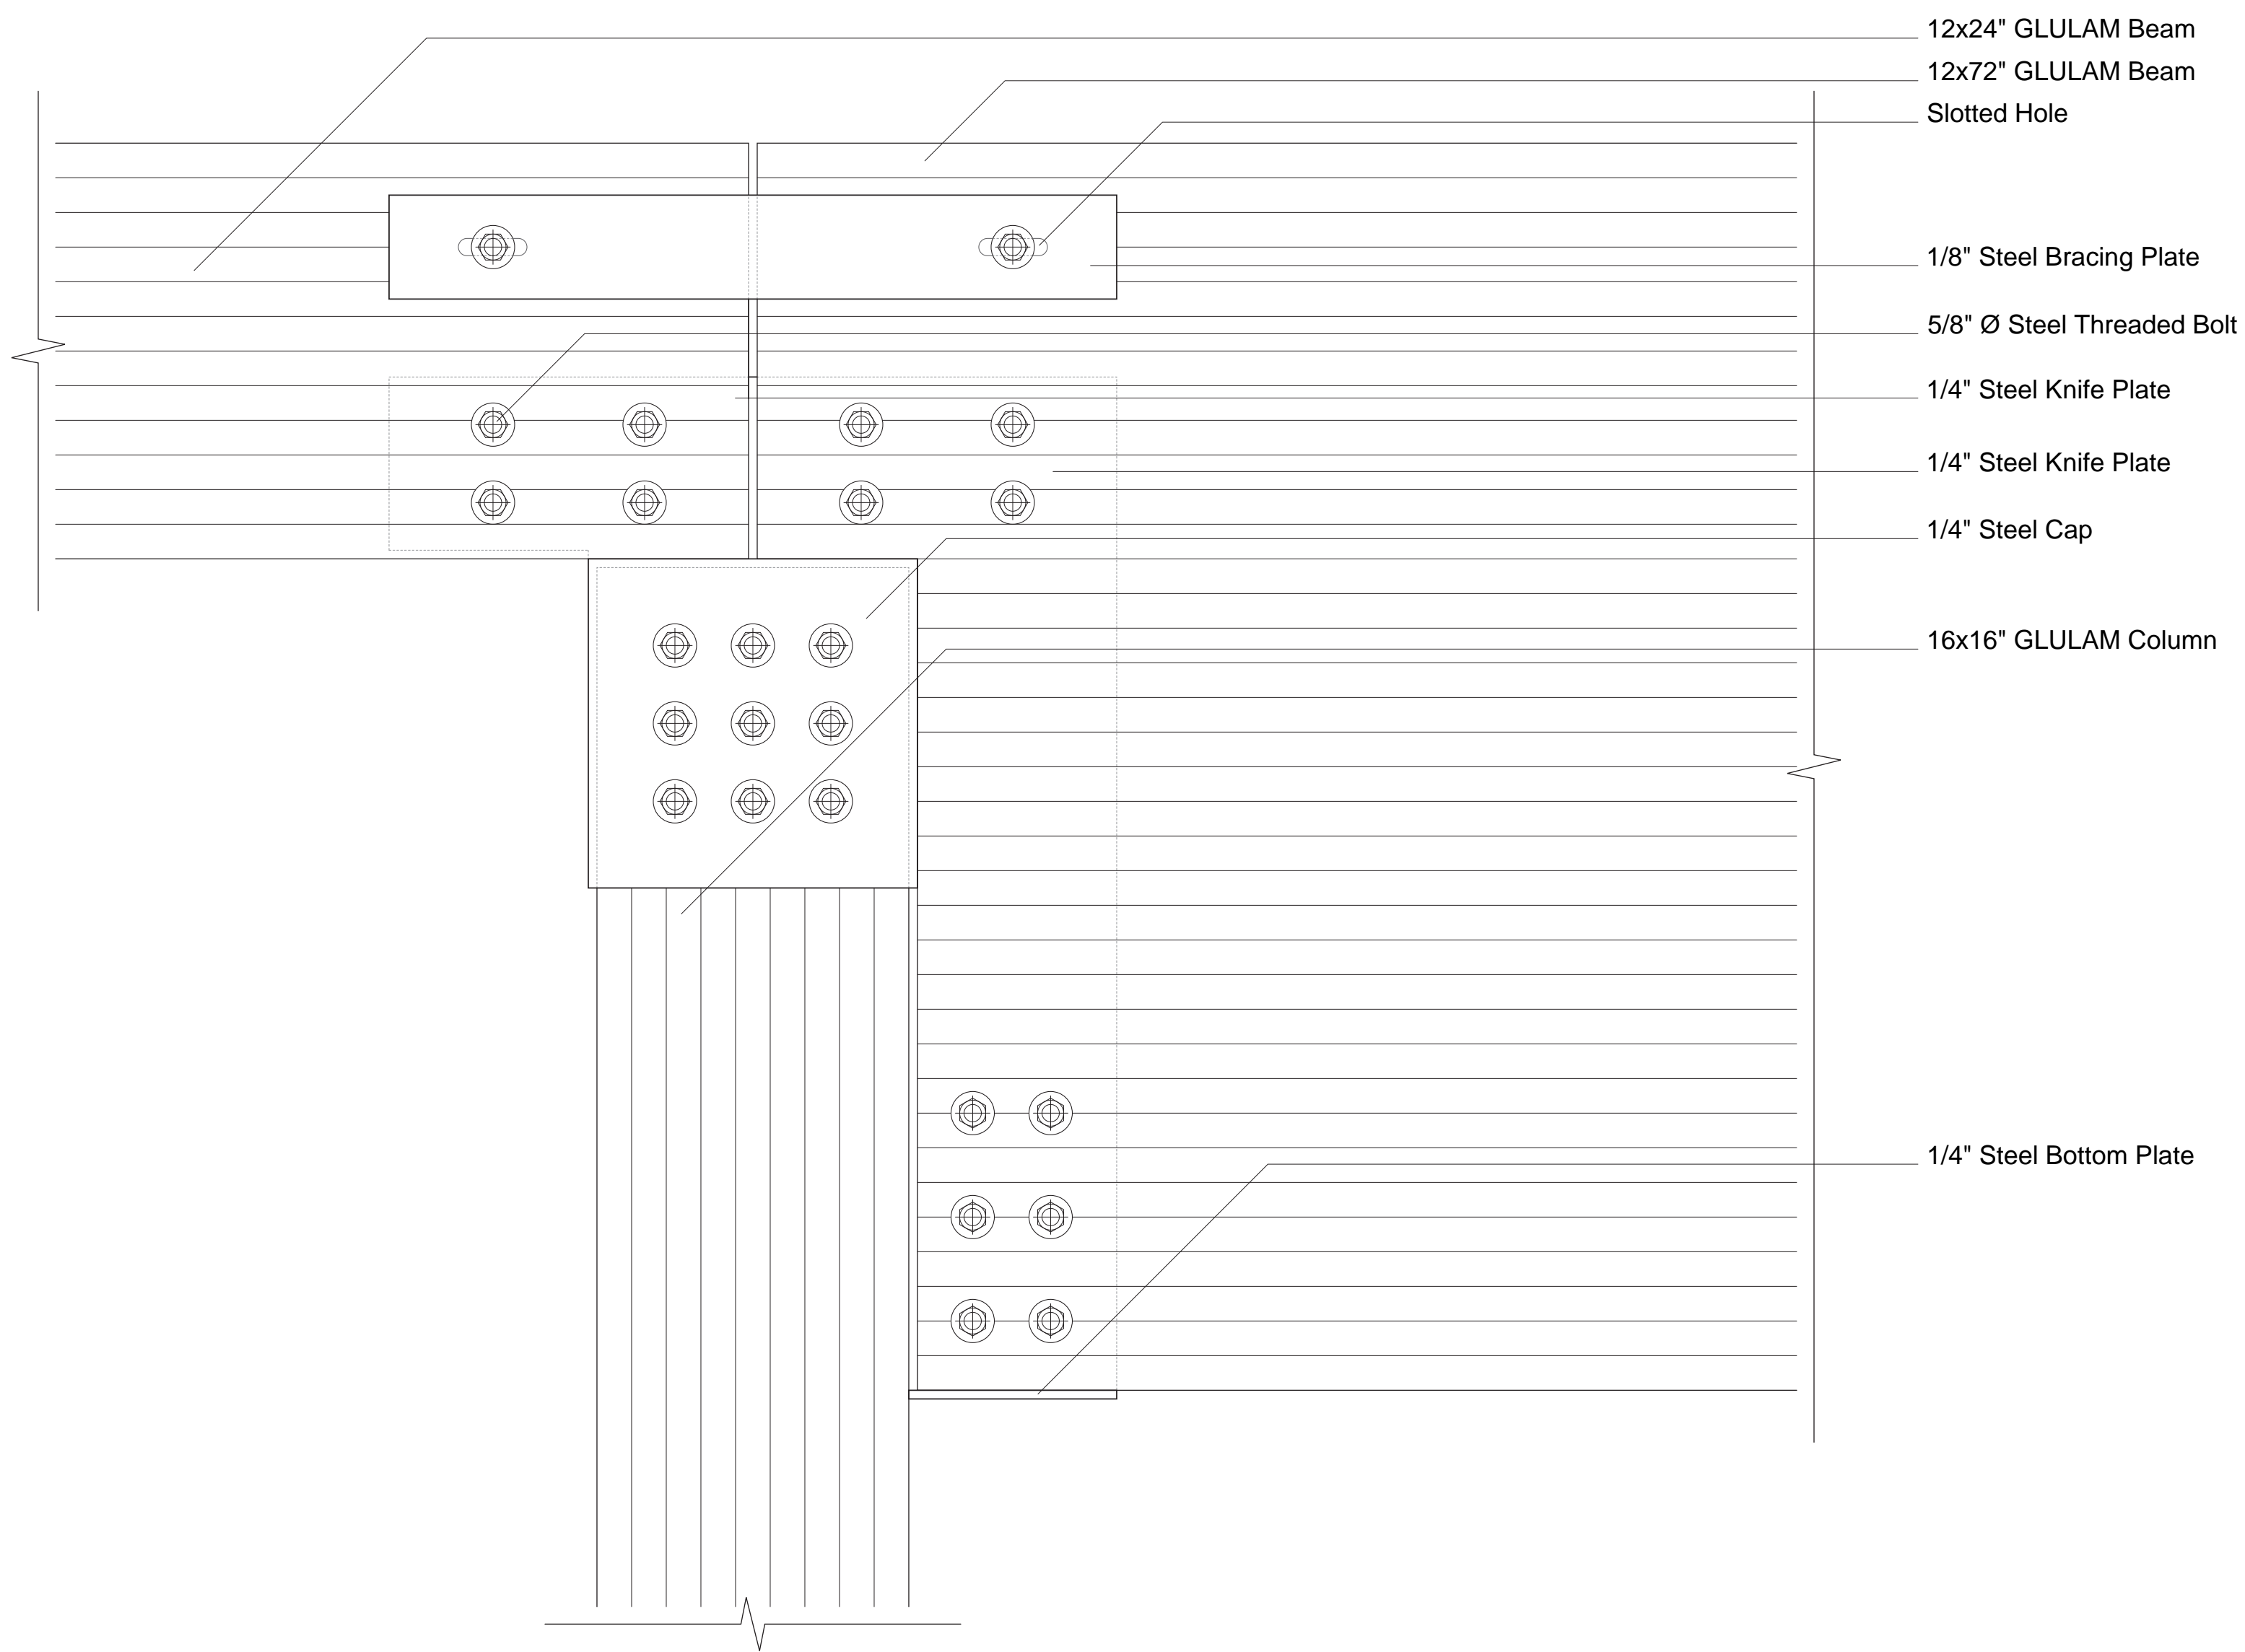 12x24" GLULAM Beam
12x72" GLULAM Beam
Slotted Hole
1/8" Steel Bracing Plate
5/8" Ø Steel Threaded Bolt
1/4" Steel Knife Plate
1/4" Steel Knife Plate
1/4" Steel Cap
16x16" GLULAM Column
1/4" Steel Bottom Plate